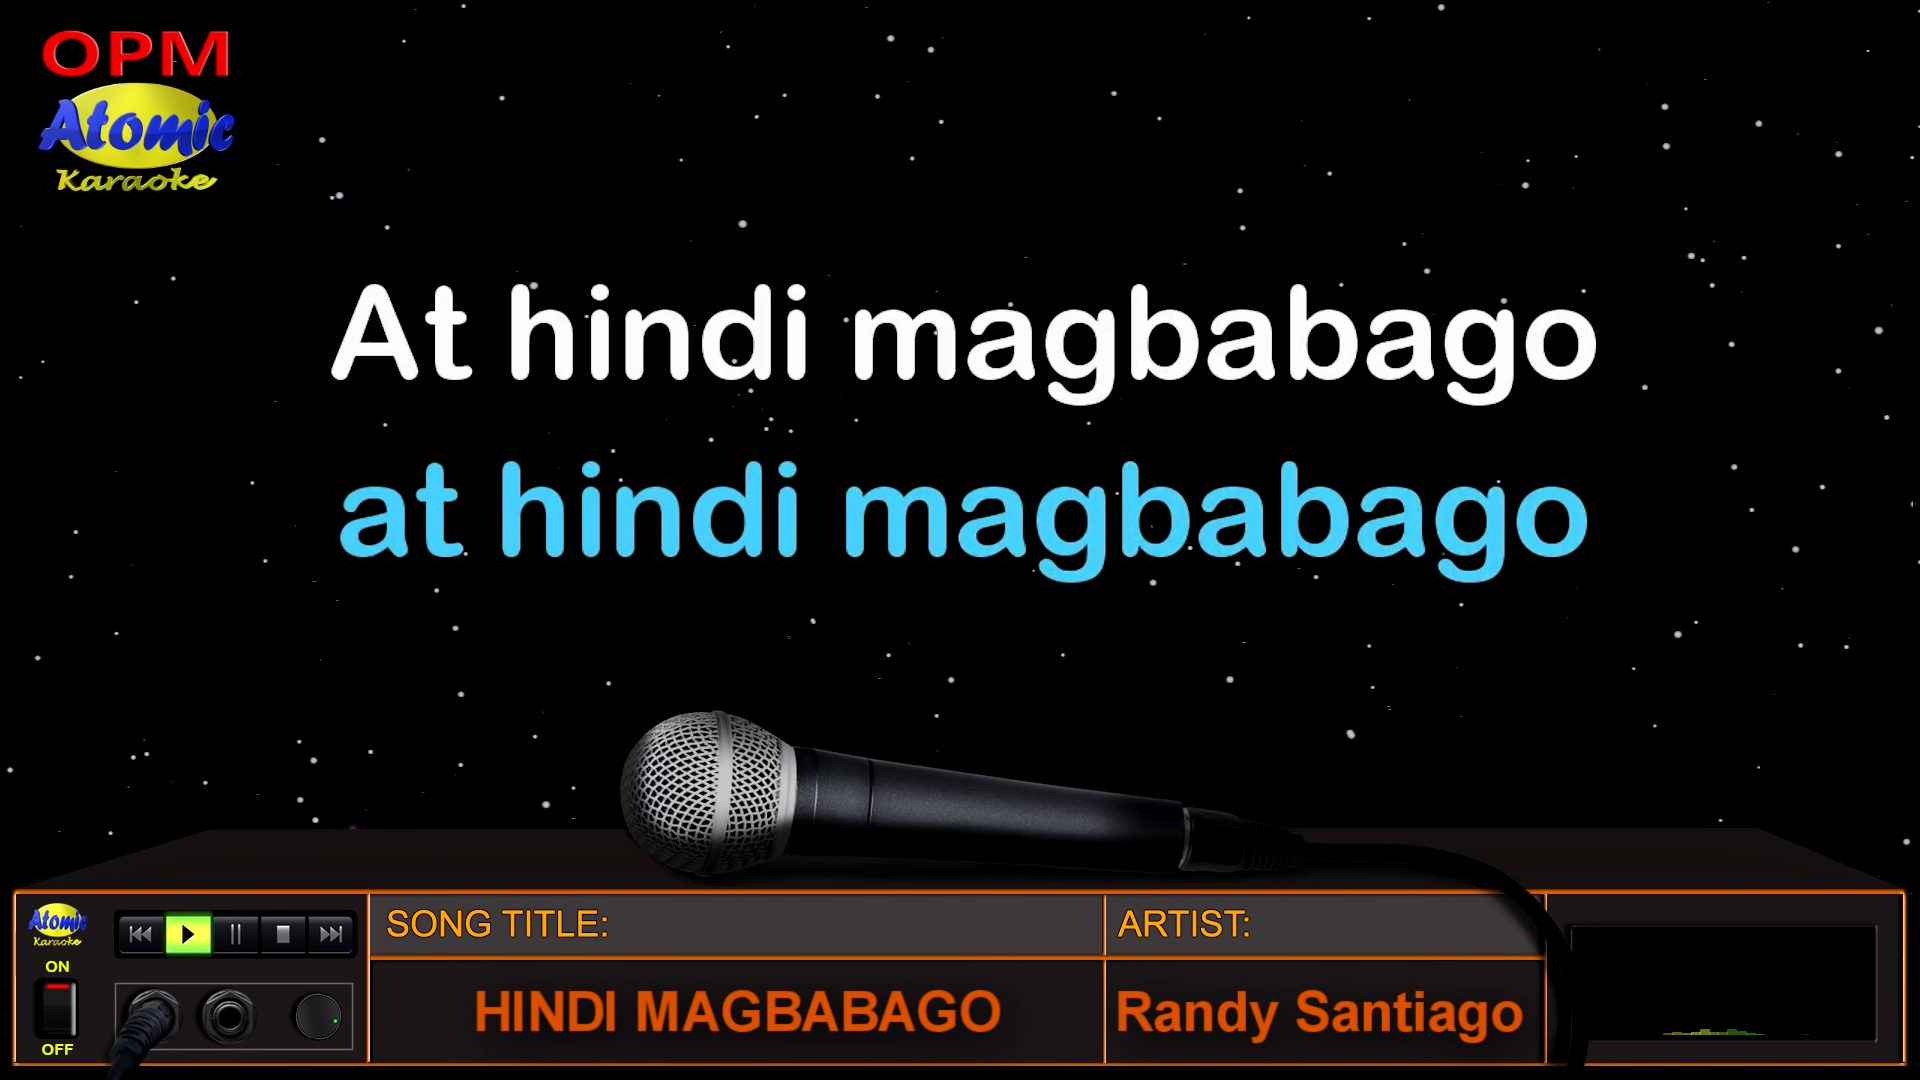 OPM
Atomic
Karaoke
At hindi magbabago
at hindi magbabago
Atomic
Karaoke
ON
OFF
SONG TITLE:
HINDI MAGBABAGO
ARTIST:
Randy Santiago